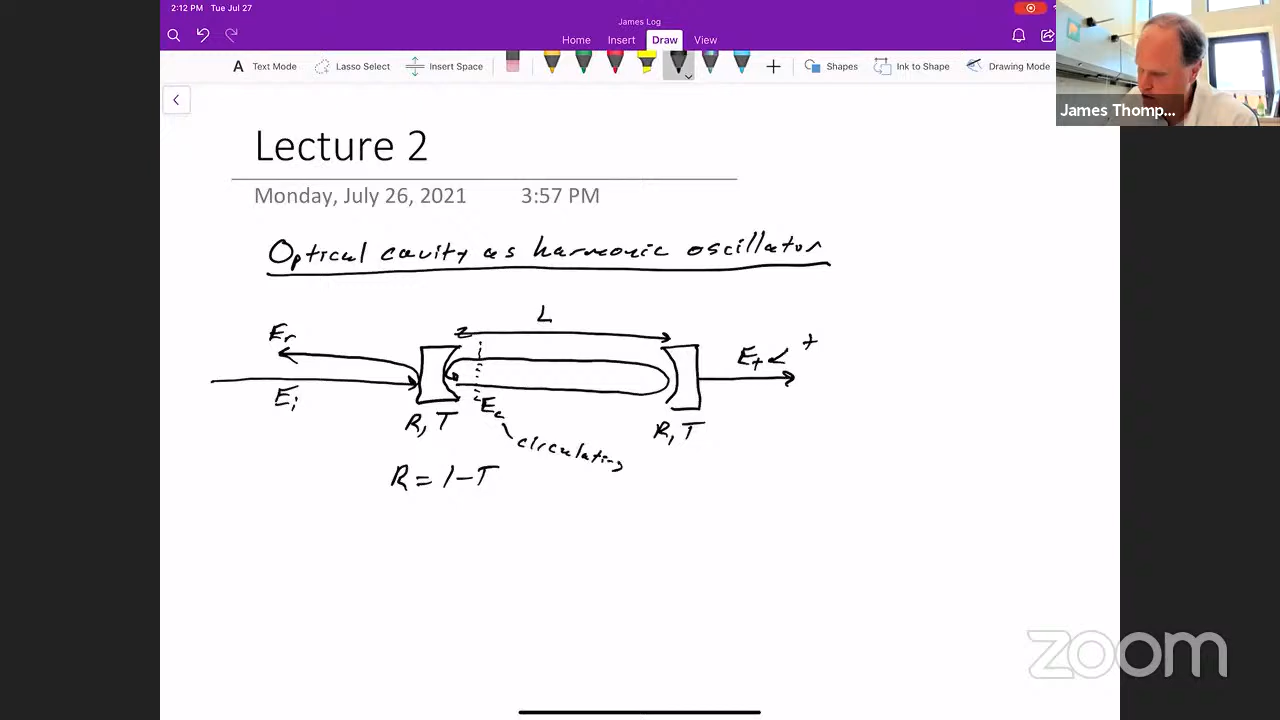 2:12 PM Tue Jul 27
James Log
Home Insert Draw View
Text Mode Lasso Select Insert Space Shapes Ink to Shape Drawing Mode
James Thomp...
Lecture 2
Monday, July 26, 2021 3:57 PM
Optical cavity as harmonic oscillator
L
Er
Ei
Et
R, T
Ec
R, T
circulating
R = 1-T
zoom